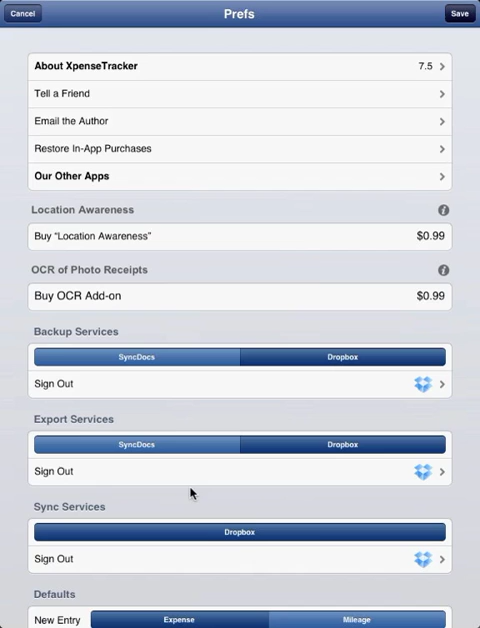 Cancel
Prefs
Save
About XpenseTracker 7.5
Tell a Friend
Email the Author
Restore In-App Purchases
Our Other Apps
Location Awareness
Buy “Location Awareness” $0.99
OCR of Photo Receipts
Buy OCR Add-on $0.99
Backup Services
SyncDocs Dropbox
Sign Out
Export Services
SyncDocs Dropbox
Sign Out
Sync Services
Dropbox
Sign Out
Defaults
New Entry Expense Mileage